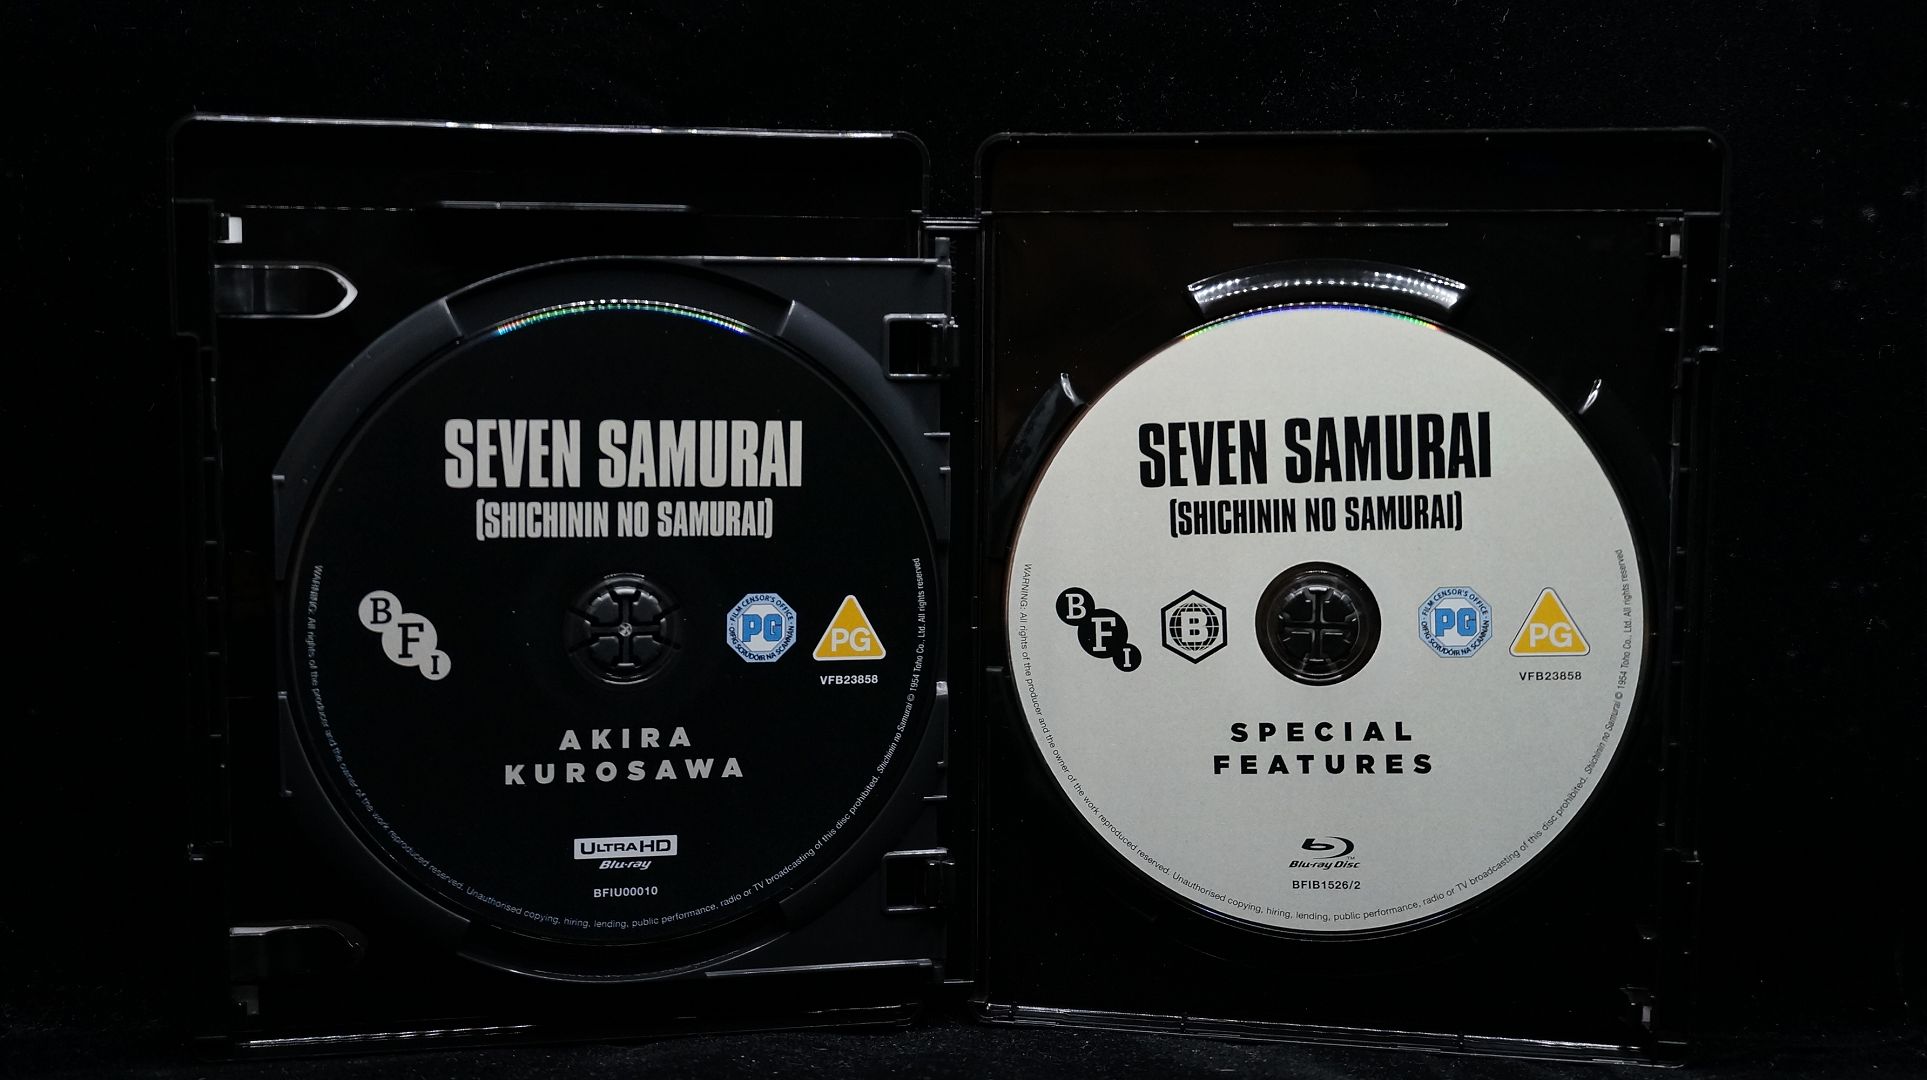 SEVEN SAMURAI
(SHICHININ NO SAMURAI)
BFI
FILM CENSOR'S OFFICE
PG
OIFIG SCRÚDÓIR NA SCANNÁN
PG
VFB23858
AKIRA
KUROSAWA
ULTRA HD
Blu-ray
BFIU00010
WARNING: All rights of the producer and the owner of the work reproduced reserved. Unauthorised copying, hiring, lending, public performance, radio or TV broadcasting of this disc prohibited. Shichinin no Samurai © 1954 Toho Co., Ltd. All rights reserved
SEVEN SAMURAI
(SHICHININ NO SAMURAI)
BFI
B
FILM CENSOR'S OFFICE
PG
OIFIG SCRÚDÓIR NA SCANNÁN
PG
VFB23858
SPECIAL
FEATURES
Blu-ray Disc™
BFIB1526/2
WARNING: All rights of the producer and the owner of the work reproduced reserved. Unauthorised copying, hiring, lending, public performance, radio or TV broadcasting of this disc prohibited. Shichinin no Samurai © 1954 Toho Co., Ltd. All rights reserved